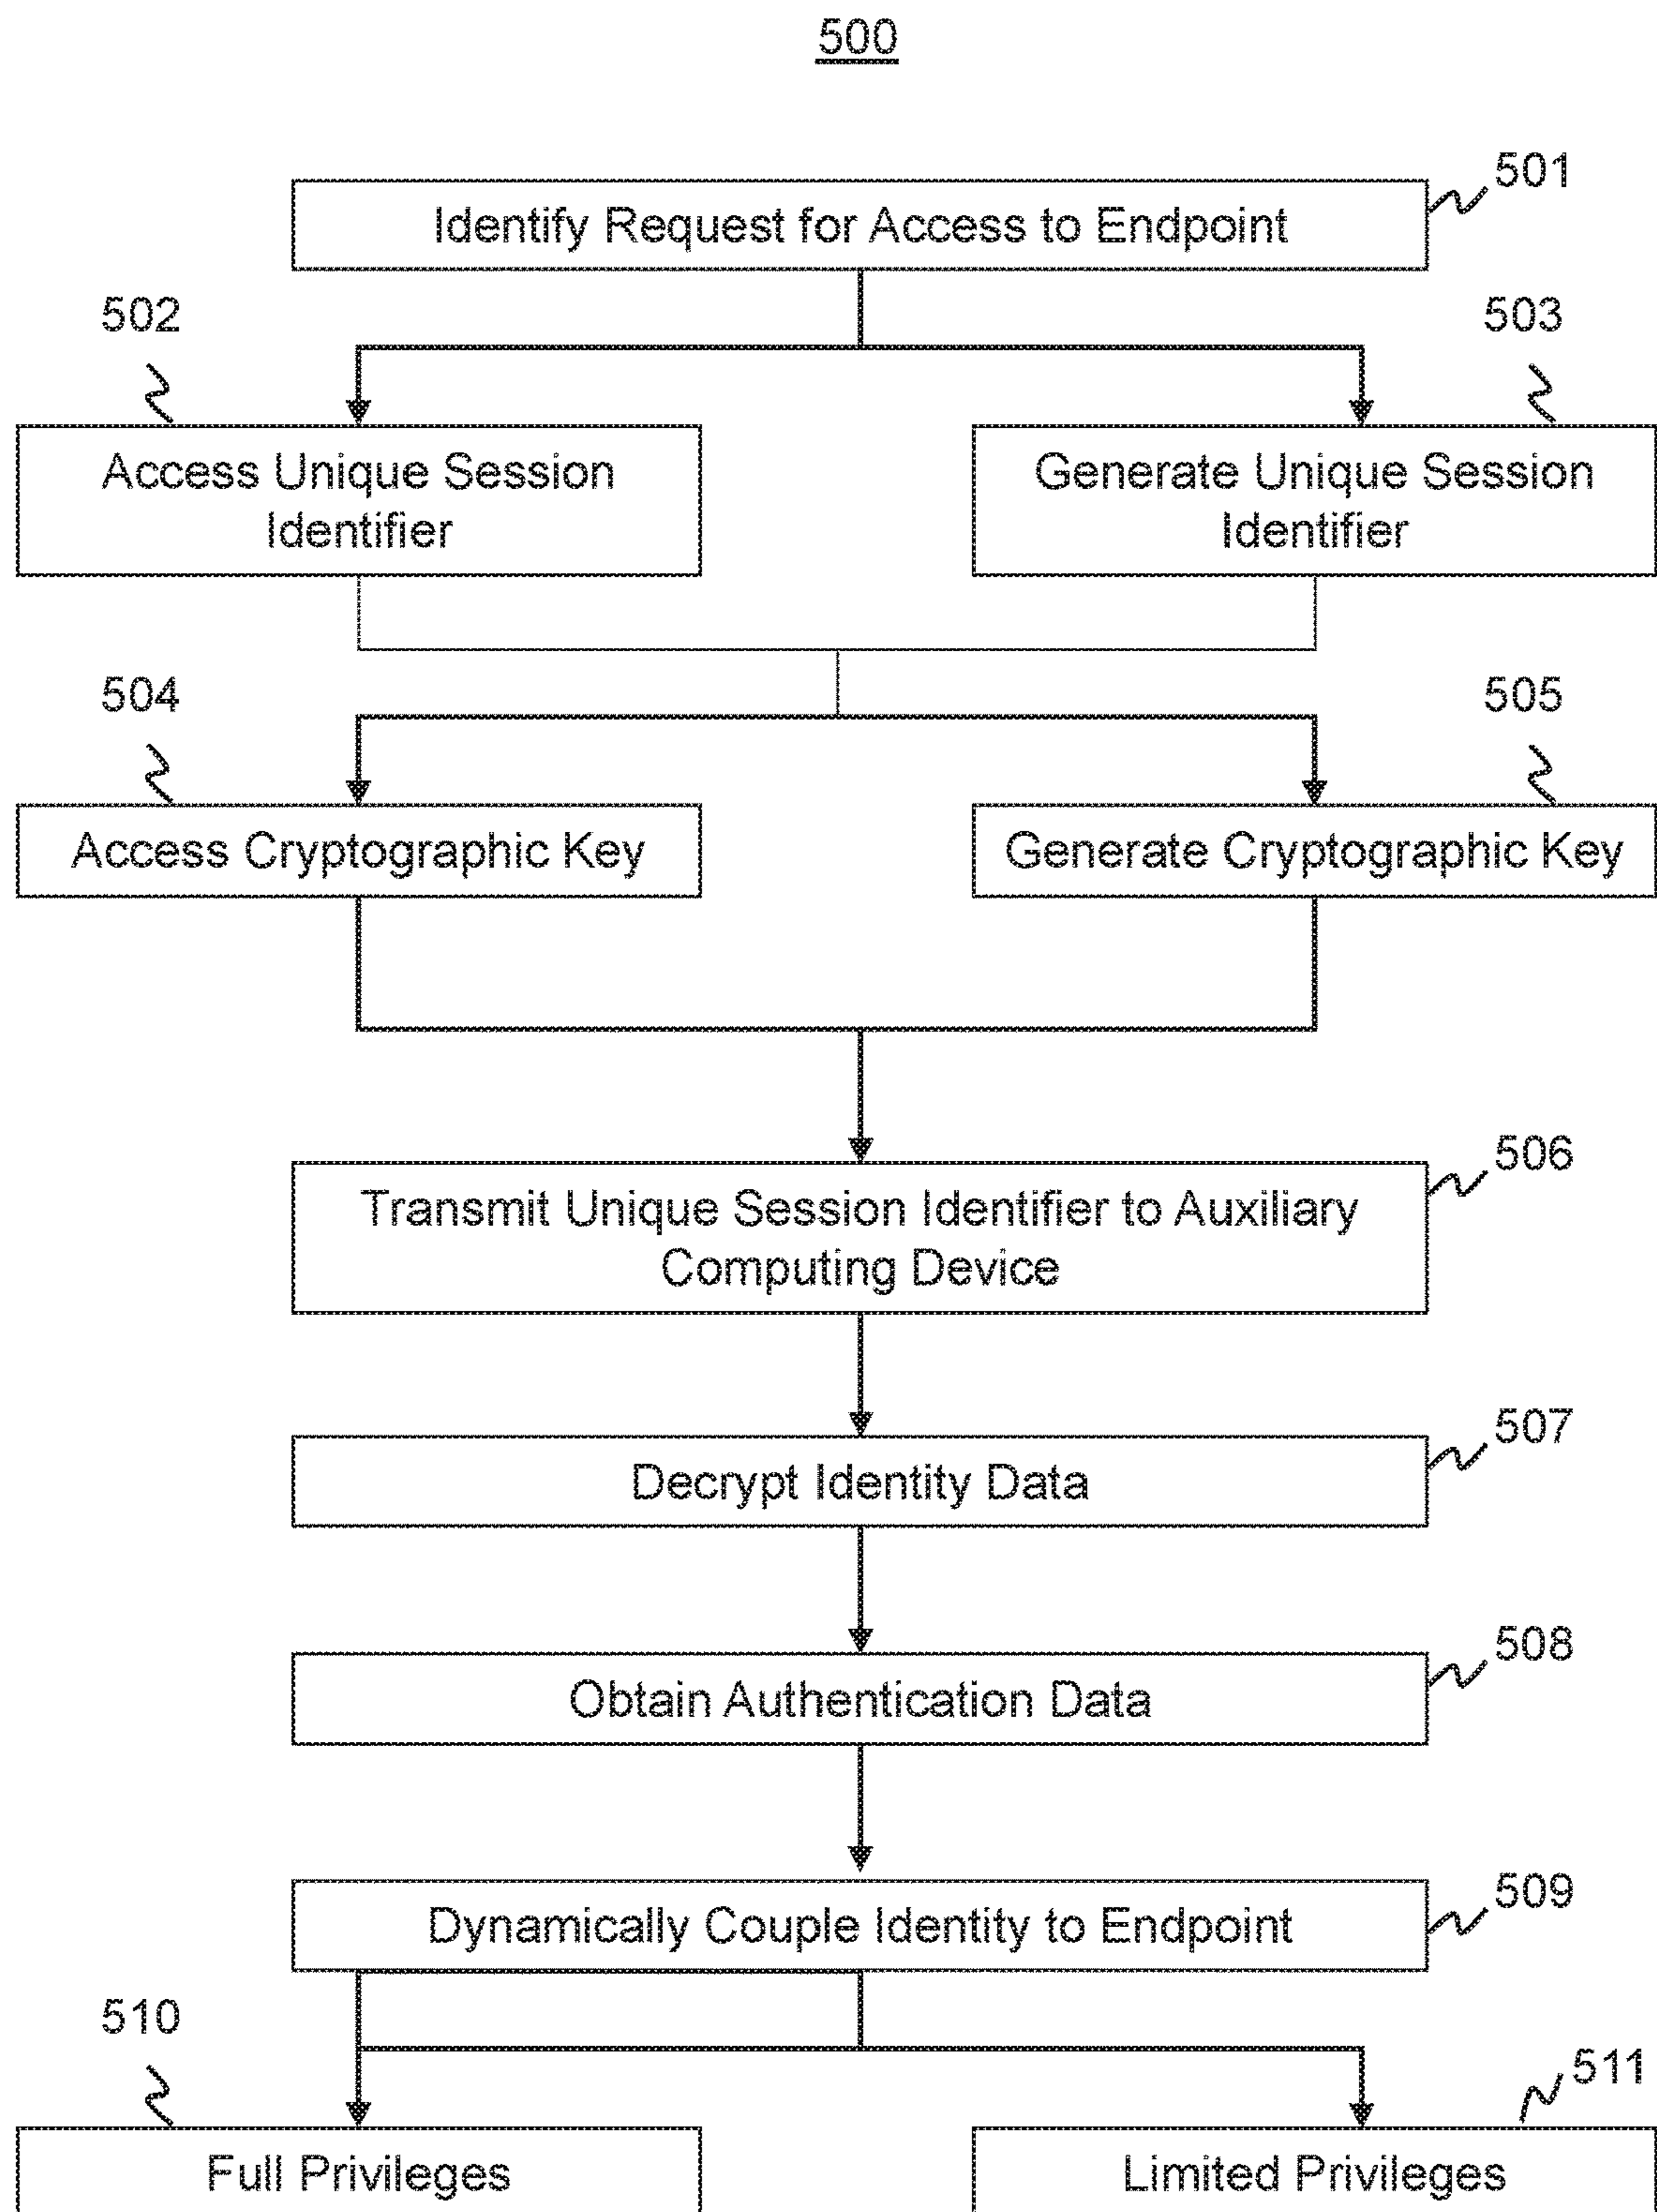 500
501
Identify Request for Access to Endpoint
502
503
Access Unique Session
Identifier
Generate Unique Session
Identifier
504
505
Access Cryptographic Key
Generate Cryptographic Key
506
Transmit Unique Session Identifier to Auxiliary
Computing Device
507
Decrypt Identity Data
508
Obtain Authentication Data
509
Dynamically Couple Identity to Endpoint
510
511
Full Privileges
Limited Privileges